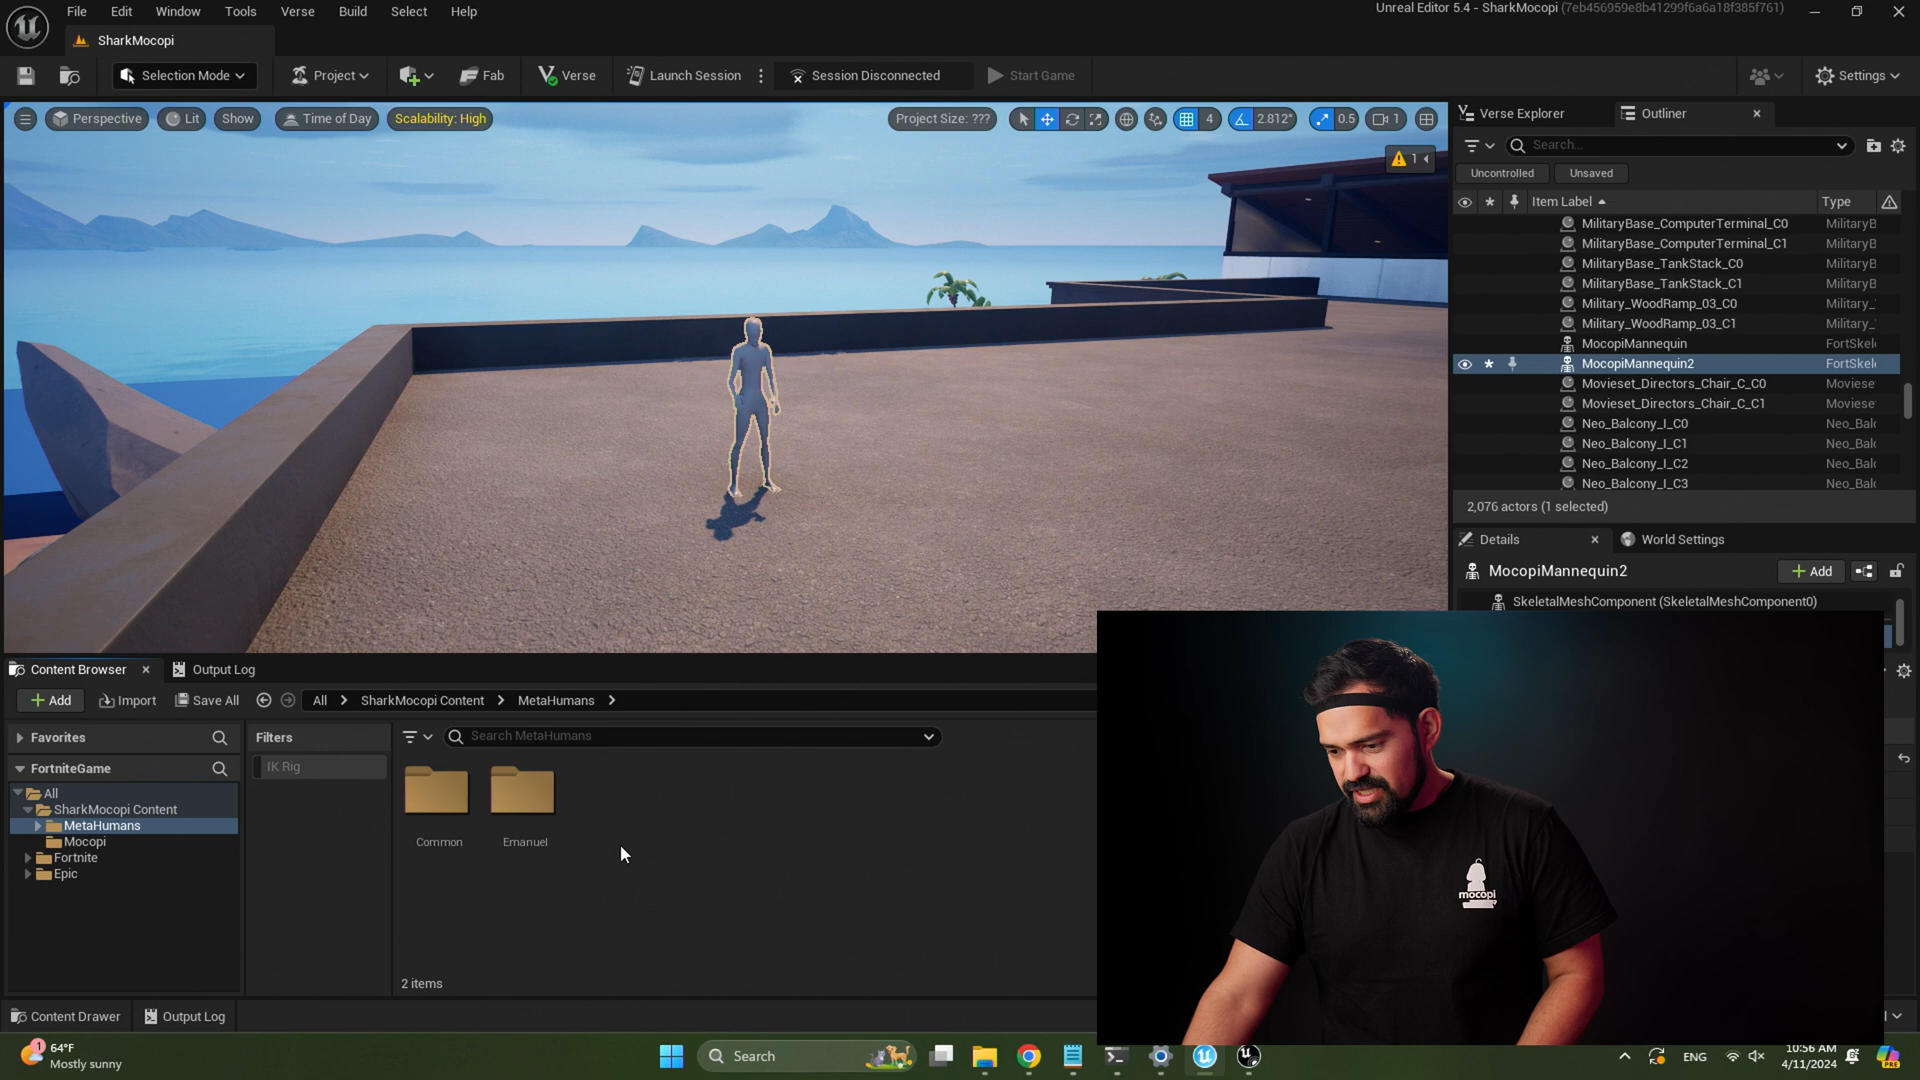 File Edit Window Tools Verse Build Select Help
Unreal Editor 5.4 - SharkMocopi (7eb456959e8b41299f6a6a18f385f761)
SharkMocopi
Selection Mode Project Fab Verse Launch Session Session Disconnected Start Game Settings
Perspective Lit Show Time of Day Scalability: High Project Size: ??? 4 2.812° 0.5 1
1
Verse Explorer Outliner
Search...
Uncontrolled Unsaved
Item Label Type
MilitaryBase_ComputerTerminal_C0 MilitaryB
MilitaryBase_ComputerTerminal_C1 MilitaryB
MilitaryBase_TankStack_C0 MilitaryB
MilitaryBase_TankStack_C1 MilitaryB
Military_WoodRamp_03_C0 Military_
Military_WoodRamp_03_C1 Military_
MocopiMannequin FortSkel
MocopiMannequin2 FortSkel
Movieset_Directors_Chair_C_C0 Moviese
Movieset_Directors_Chair_C_C1 Moviese
Neo_Balcony_I_C0 Neo_Balc
Neo_Balcony_I_C1 Neo_Balc
Neo_Balcony_I_C2 Neo_Balc
Neo_Balcony_I_C3 Neo_Balc
2,076 actors (1 selected)
Details World Settings
MocopiMannequin2 Add
SkeletalMeshComponent (SkeletalMeshComponent0)
Content Browser Output Log
Add Import Save All All SharkMocopi Content MetaHumans
Favorites
FortniteGame
All
SharkMocopi Content
MetaHumans
Mocopi
Fortnite
Epic
Filters
IK Rig
Search MetaHumans
Common Emanuel
2 items
mocopi
Content Drawer Output Log
1
64°F
Mostly sunny
Search
ENG
10:56 AM
4/11/2024
PRE